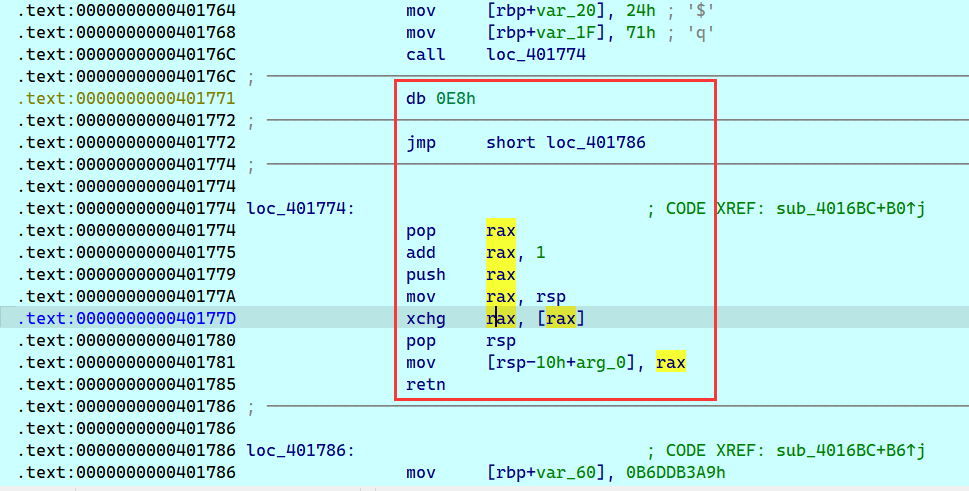 .text:0000000000401764 mov [rbp+var_20], 24h ; '$'
.text:0000000000401768 mov [rbp+var_1F], 71h ; 'q'
.text:000000000040176C call loc_401774
.text:000000000040176C ;
.text:0000000000401771 db 0E8h
.text:0000000000401772 ;
.text:0000000000401772 jmp short loc_401786
.text:0000000000401774 ;
.text:0000000000401774
.text:0000000000401774 loc_401774: ; CODE XREF: sub_4016BC+B0↑j
.text:0000000000401774 pop rax
.text:0000000000401775 add rax, 1
.text:0000000000401779 push rax
.text:000000000040177A mov rax, rsp
.text:000000000040177D xchg rax, [rax]
.text:0000000000401780 pop rsp
.text:0000000000401781 mov [rsp-10h+arg_0], rax
.text:0000000000401785 retn
.text:0000000000401786 ;
.text:0000000000401786
.text:0000000000401786 loc_401786: ; CODE XREF: sub_4016BC+B6↑j
.text:0000000000401786 mov [rbp+var_60], 0B6DDB3A9h